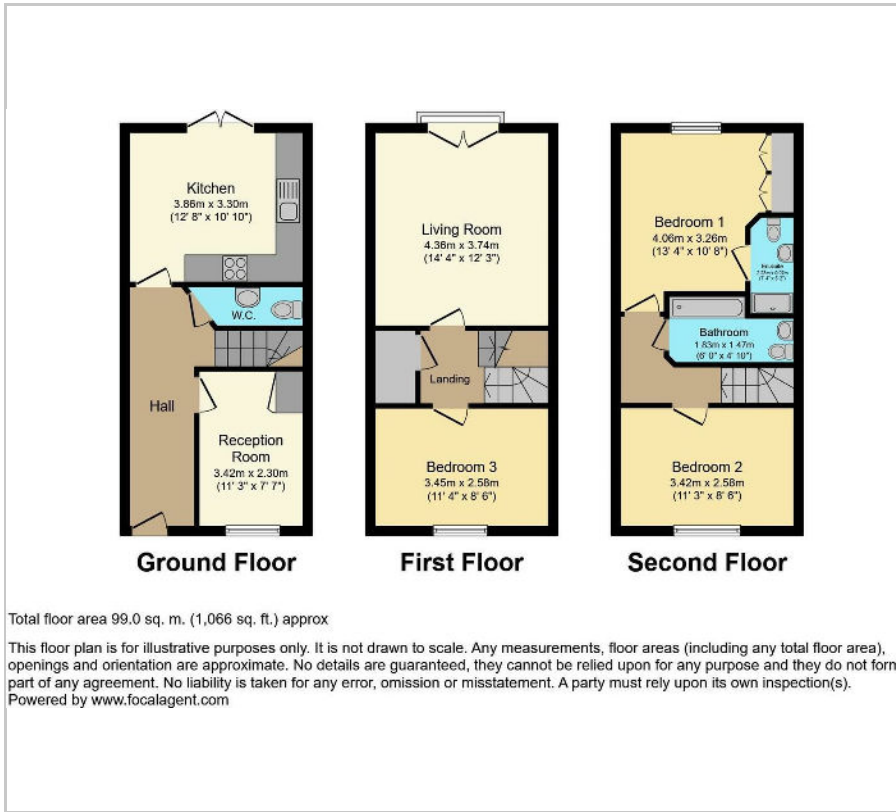 Kitchen
3.86m x 3.30m
(12' 8" x 10' 10")
W.C.
Hall
Reception
Room
3.42m x 2.30m
(11' 3" x 7' 7")
Ground Floor
Living Room
4.36m x 3.74m
(14' 4" x 12' 3")
Landing
Bedroom 3
3.45m x 2.58m
(11' 4" x 8' 6")
First Floor
Bedroom 1
4.06m x 3.26m
(13' 4" x 10' 8")
Bathroom
1.83m x 1.47m
(6' 0" x 4' 10")
Bedroom 2
3.42m x 2.58m
(11' 3" x 8' 6")
Second Floor
Total floor area 99.0 sq. m. (1,066 sq. ft.) approx
This floor plan is for illustrative purposes only. It is not drawn to scale. Any measurements, floor areas (including any total floor area),
openings and orientation are approximate. No details are guaranteed, they cannot be relied upon for any purpose and they do not form
part of any agreement. No liability is taken for any error, omission or misstatement. A party must rely upon its own inspection(s).
Powered by www.focalagent.com